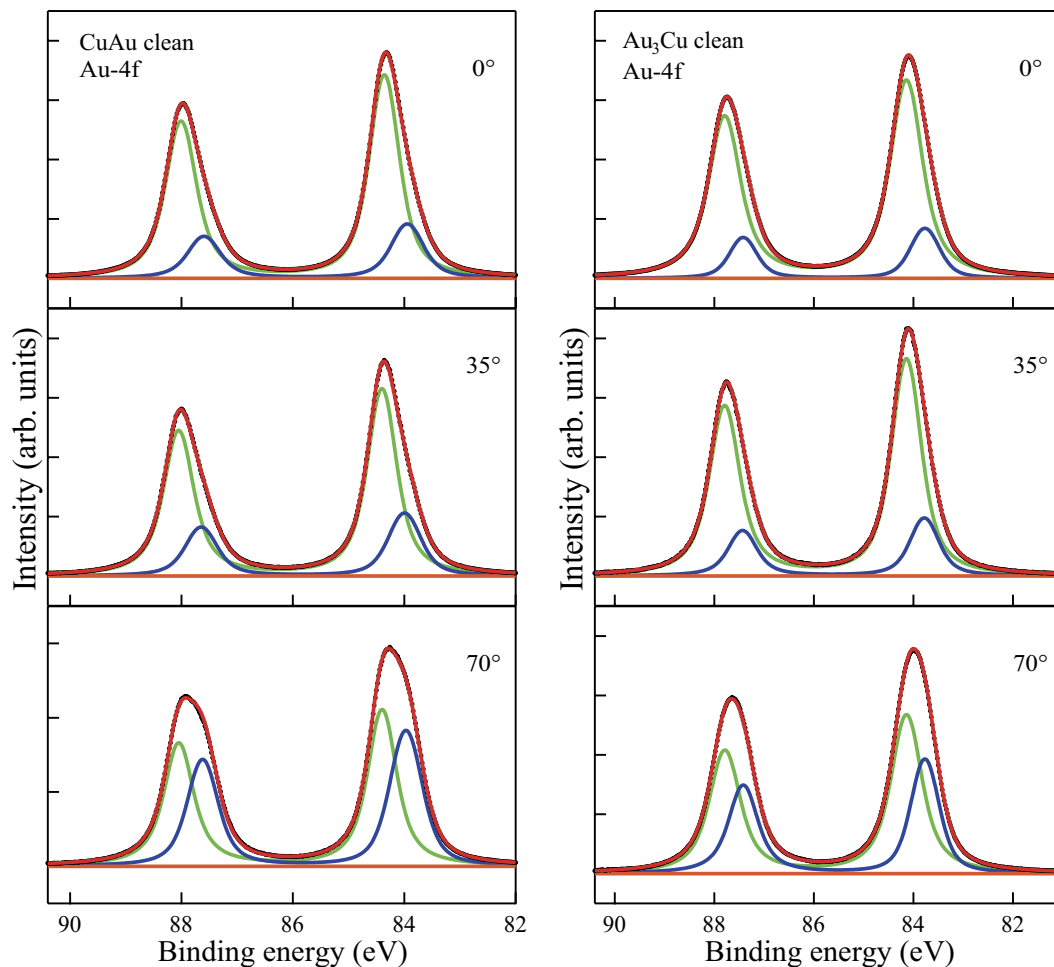 CuAu clean
Au-4f
0°
35°
70°
Intensity (arb. units)
90 88 86 84 82
Binding energy (eV)
Au₃Cu clean
Au-4f
0°
35°
70°
Intensity (arb. units)
90 88 86 84 82
Binding energy (eV)